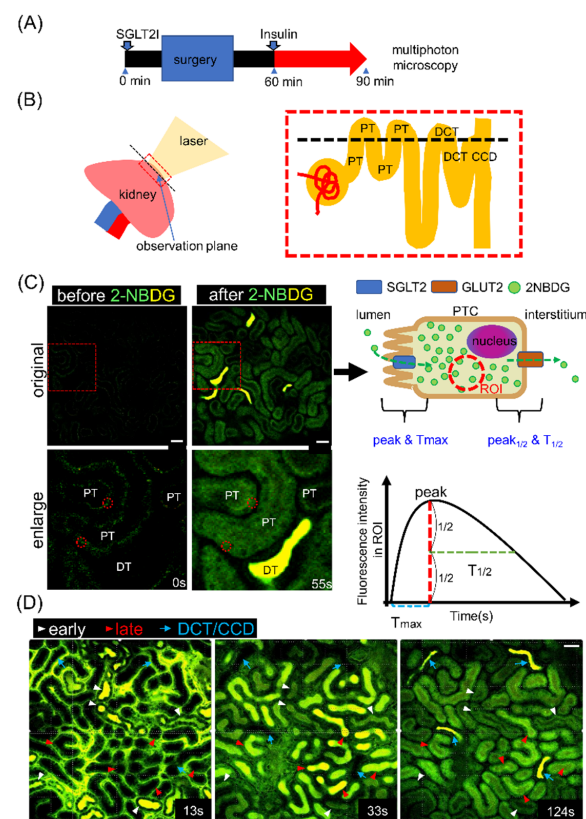 (A)
SGLT2I
Insulin
surgery
multiphoton
microscopy
0 min
60 min
90 min
(B)
laser
kidney
observation plane
PT
PT
DCT
PT
PT
DCT
CCD
(C)
before 2-NBDG
after 2-NBDG
original
enlarge
PT
PT
PT
DT
0s
PT
PT
PT
DT
55s
SGLT2
GLUT2
2NBDG
lumen
PTC
interstitium
nucleus
ROI
peak & Tmax
peak1/2 & T1/2
Fluorescence intensity
in ROI
peak
1/2
1/2
T1/2
Tmax
Time(s)
(D)
early
late
DCT/CCD
13s
33s
124s